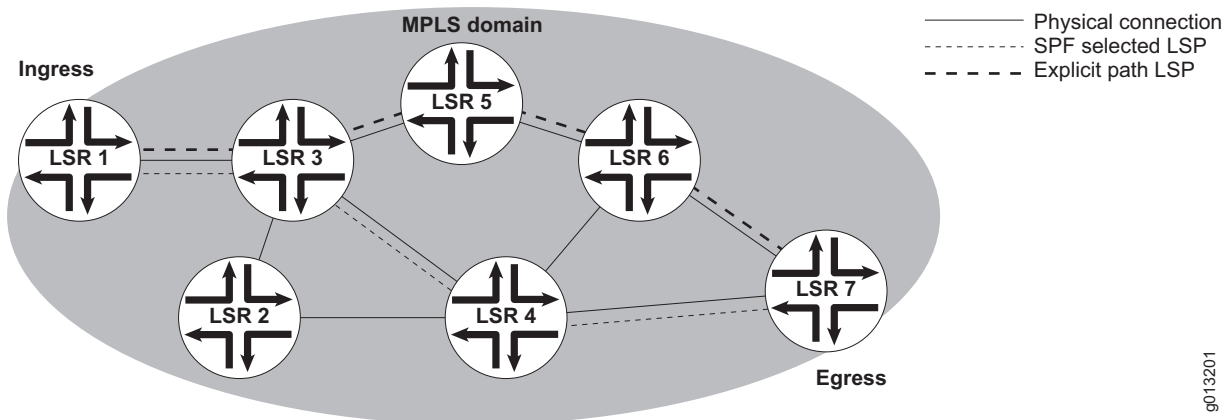 MPLS domain
Physical connection
SPF selected LSP
Explicit path LSP
Ingress
LSR 5
LSR 1
LSR 3
LSR 6
LSR 2
LSR 4
LSR 7
Egress
g013201